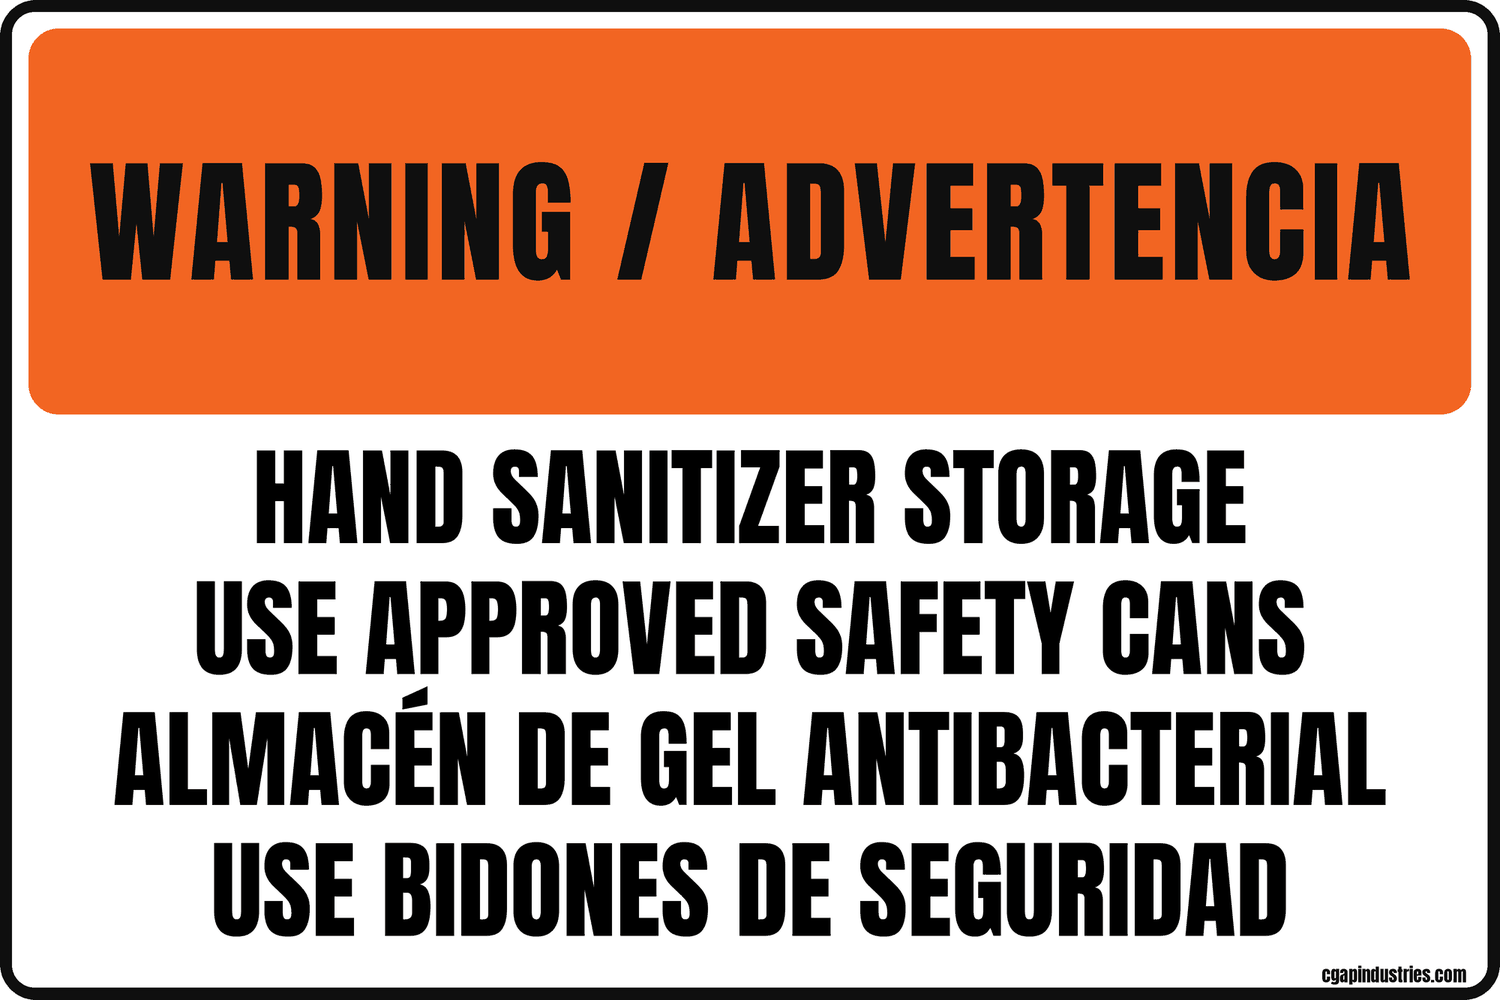 WARNING / ADVERTENCIA
HAND SANITIZER STORAGE
USE APPROVED SAFETY CANS
ALMACÉN DE GEL ANTIBACTERIAL
USE BIDONES DE SEGURIDAD
cgapindustries.com